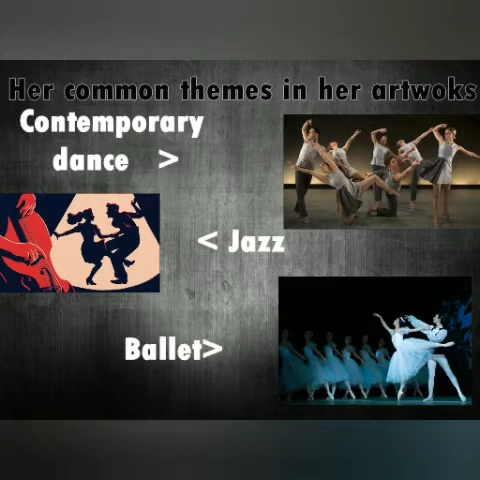 Her common themes in her artwoks
Contemporary
dance >
< Jazz
Ballet>